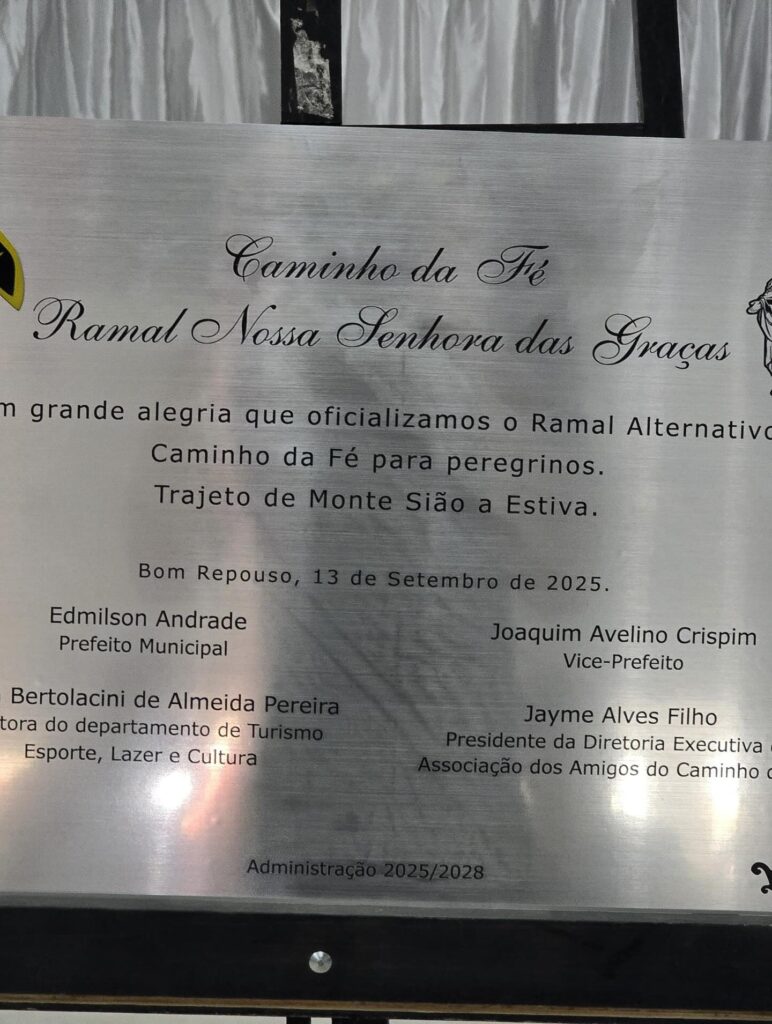 Caminho da Fé
Ramal Nossa Senhora das Graças
m grande alegria que oficializamos o Ramal Alternativo
Caminho da Fé para peregrinos.
Trajeto de Monte Sião a Estiva.
Bom Repouso, 13 de Setembro de 2025.
Edmilson Andrade
Prefeito Municipal
Joaquim Avelino Crispim
Vice-Prefeito
Bertolacini de Almeida Pereira
tora do departamento de Turismo
Esporte, Lazer e Cultura
Jayme Alves Filho
Presidente da Diretoria Executiva
Associação dos Amigos do Caminho
Administração 2025/2028